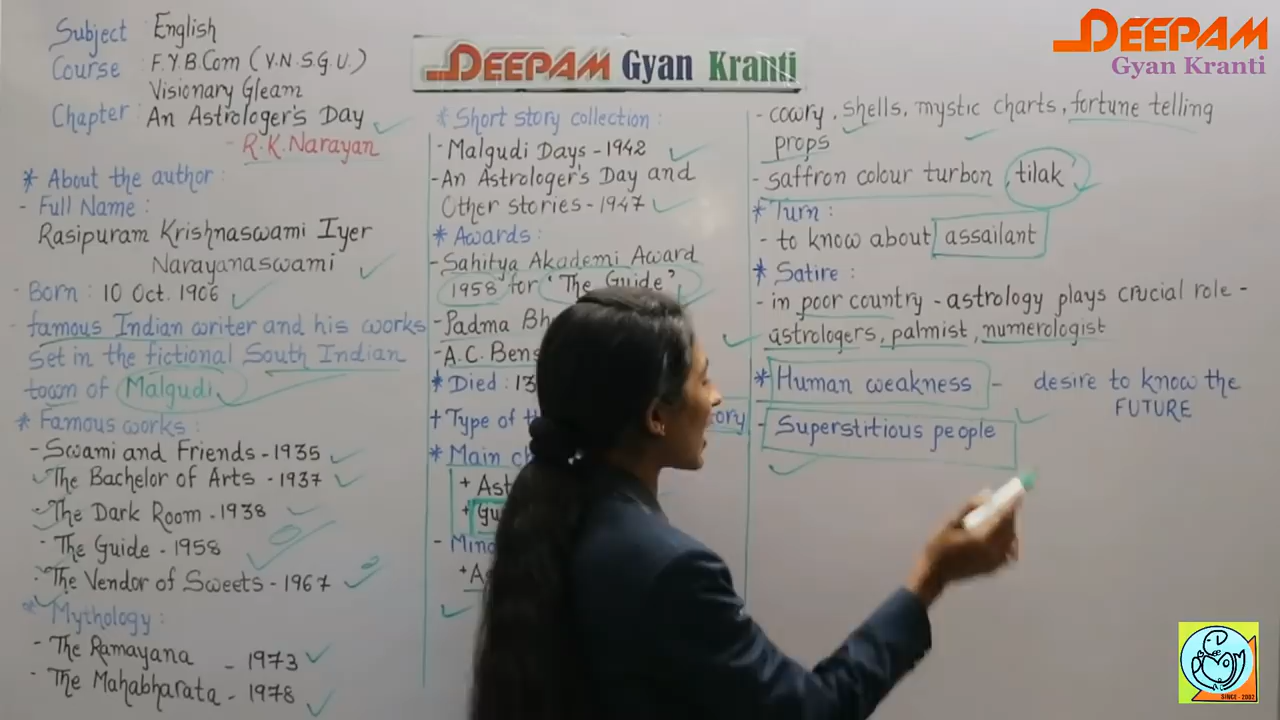 Subject : English
Course : F.Y.B.Com (V.N.S.G.U.)
Visionary Gleam
Chapter : An Astrologer's Day
- R.K.Narayan
* About the author :
- Full Name :
Rasipuram Krishnaswami Iyer
Narayanaswami
- Born : 10 Oct. 1906
- famous Indian writer and his works
set in the fictional South Indian
town of Malgudi
* Famous works :
- Swami and Friends - 1935
- The Bachelor of Arts - 1937
- The Dark Room - 1938
- The Guide - 1958
- The Vendor of Sweets - 1967
* Mythology :
- The Ramayana - 1973
- The Mahabharata - 1978
DEEPAM Gyan Kranti
* Short story collection :
- Malgudi Days - 1942
- An Astrologer's Day and
Other stories - 1947
* Awards :
- Sahitya Akademi Award
1958 for 'The Guide'
- Padma
- A.C.
* Died :
+ Type of
* Main
+
+
-
+
- cowry, shells, mystic charts, fortune telling
props
- saffron colour turbon, tilak
* Turn :
- to know about assailant
* Satire :
- in poor country - astrology plays crucial role -
astrologers, palmist, numerologist
* Human weakness - desire to know the
FUTURE
- Superstitious people
DEEPAM
Gyan Kranti
SINCE - 2002